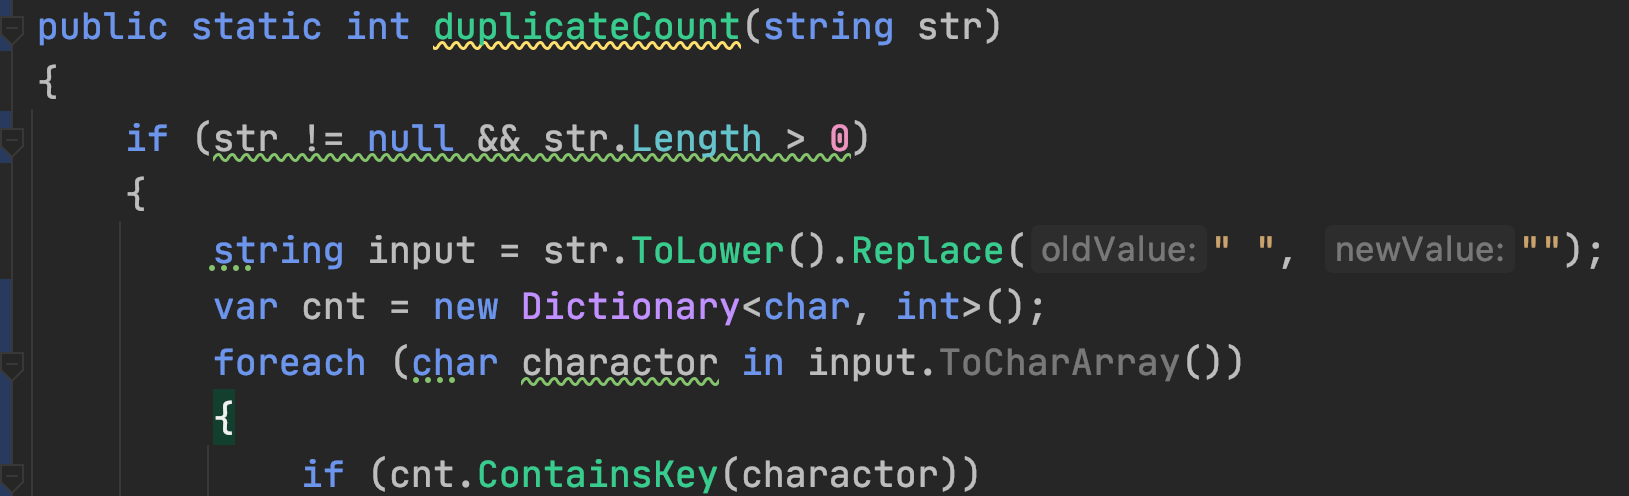 public static int duplicateCount(string str)
{
if (str != null && str.Length > 0)
{
string input = str.ToLower().Replace( oldValue: " ", newValue: "");
var cnt = new Dictionary<char, int>();
foreach (char charactor in input.ToCharArray())
{
if (cnt.ContainsKey(charactor))